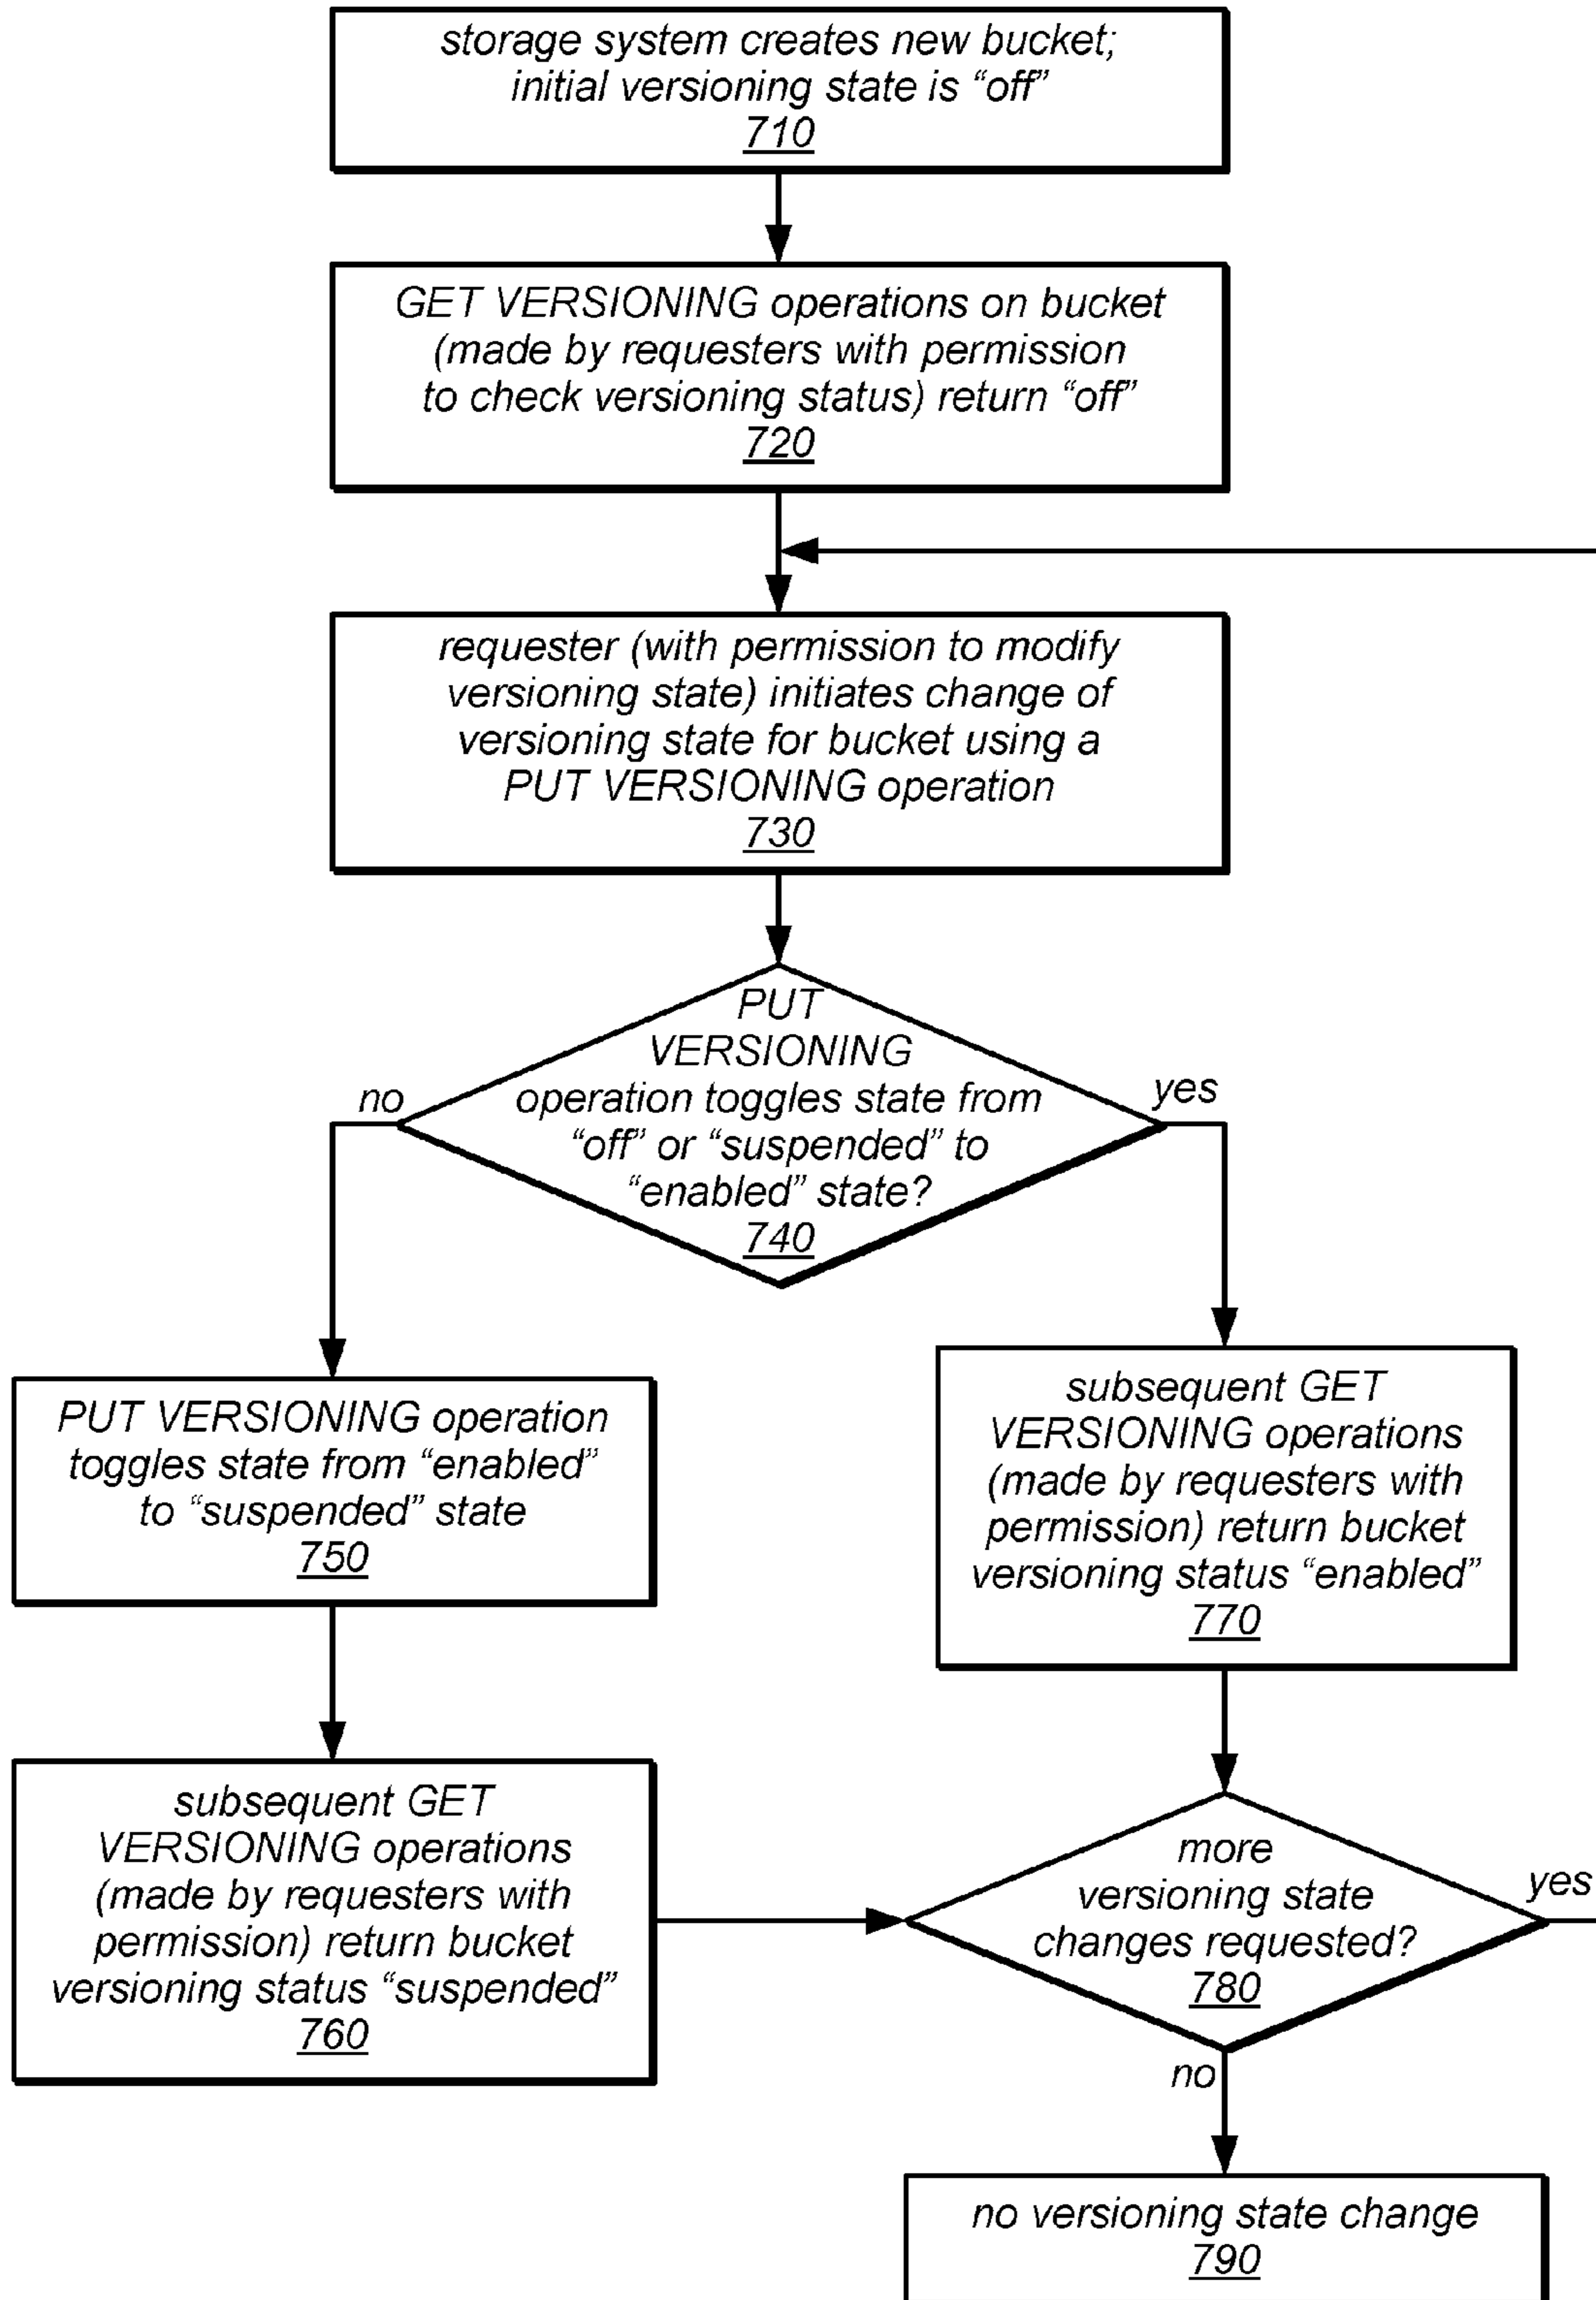 storage system creates new bucket;
initial versioning state is “off”
710
GET VERSIONING operations on bucket
(made by requesters with permission
to check versioning status) return “off”
720
requester (with permission to modify
versioning state) initiates change of
versioning state for bucket using a
PUT VERSIONING operation
730
PUT
VERSIONING
operation toggles state from
“off” or “suspended” to
“enabled” state?
740
no
yes
PUT VERSIONING operation
toggles state from “enabled”
to “suspended” state
750
subsequent GET
VERSIONING operations
(made by requesters with
permission) return bucket
versioning status “suspended”
760
subsequent GET
VERSIONING operations
(made by requesters with
permission) return bucket
versioning status “enabled”
770
more
versioning state
changes requested?
780
yes
no
no versioning state change
790